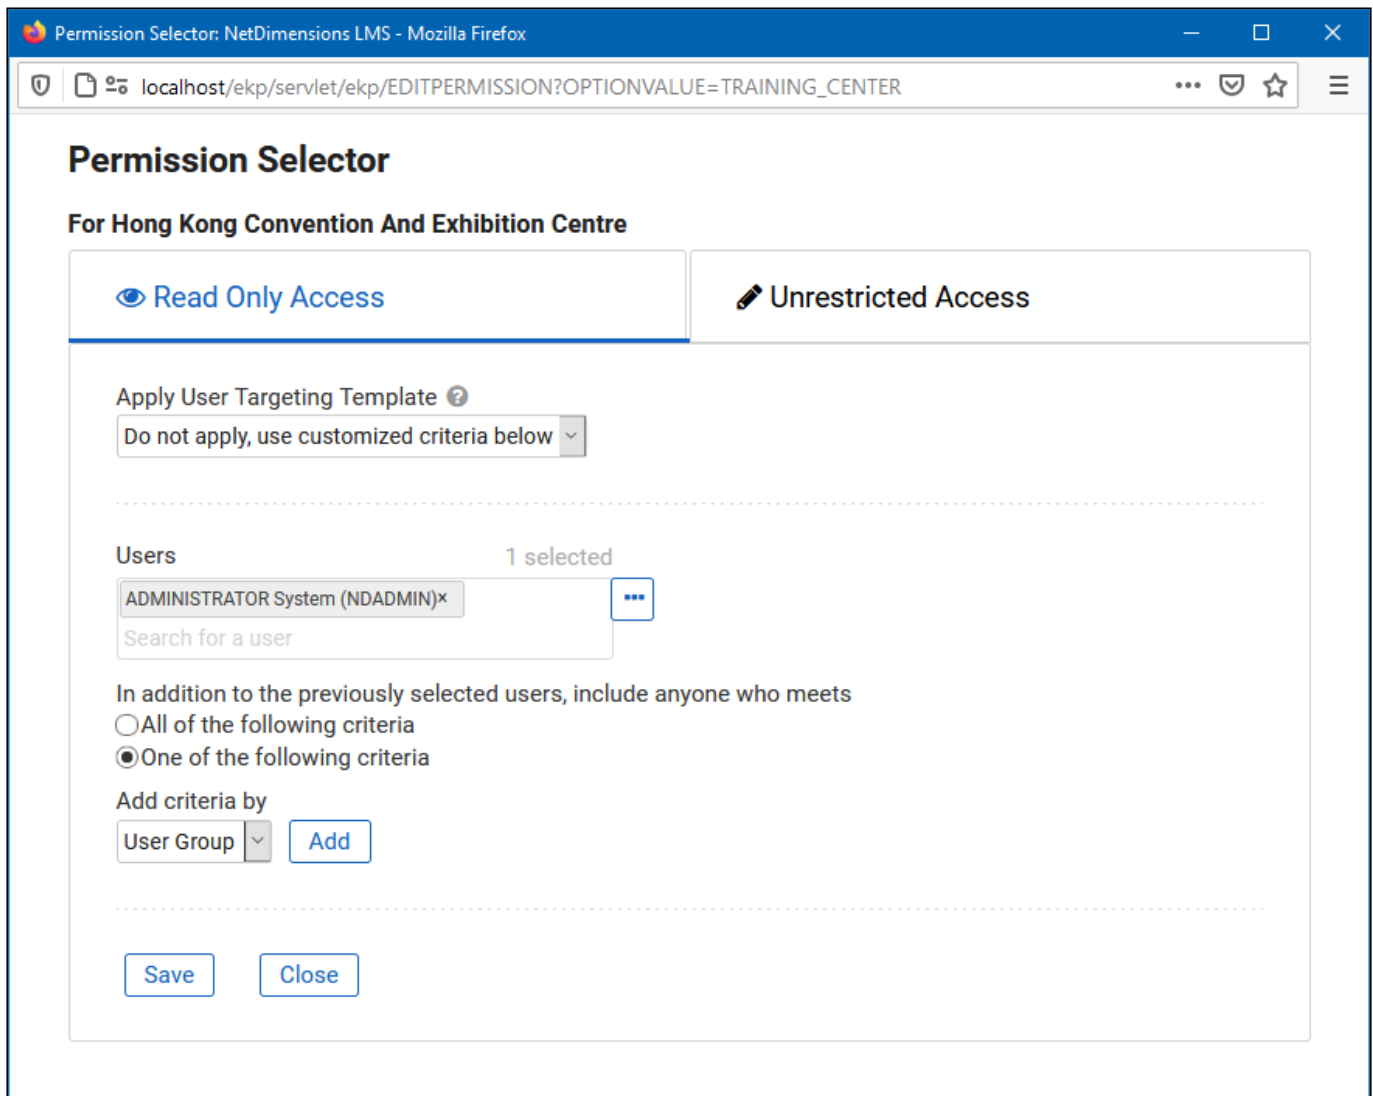 Permission Selector: NetDimensions LMS - Mozilla Firefox
localhost/ekp/servlet/ekp/EDITPERMISSION?OPTIONVALUE=TRAINING_CENTER
Permission Selector
For Hong Kong Convention And Exhibition Centre
Read Only Access
Unrestricted Access
Apply User Targeting Template
Do not apply, use customized criteria below
Users
1 selected
ADMINISTRATOR System (NDADMIN)×
Search for a user
In addition to the previously selected users, include anyone who meets
All of the following criteria
One of the following criteria
Add criteria by
User Group
Add
Save
Close